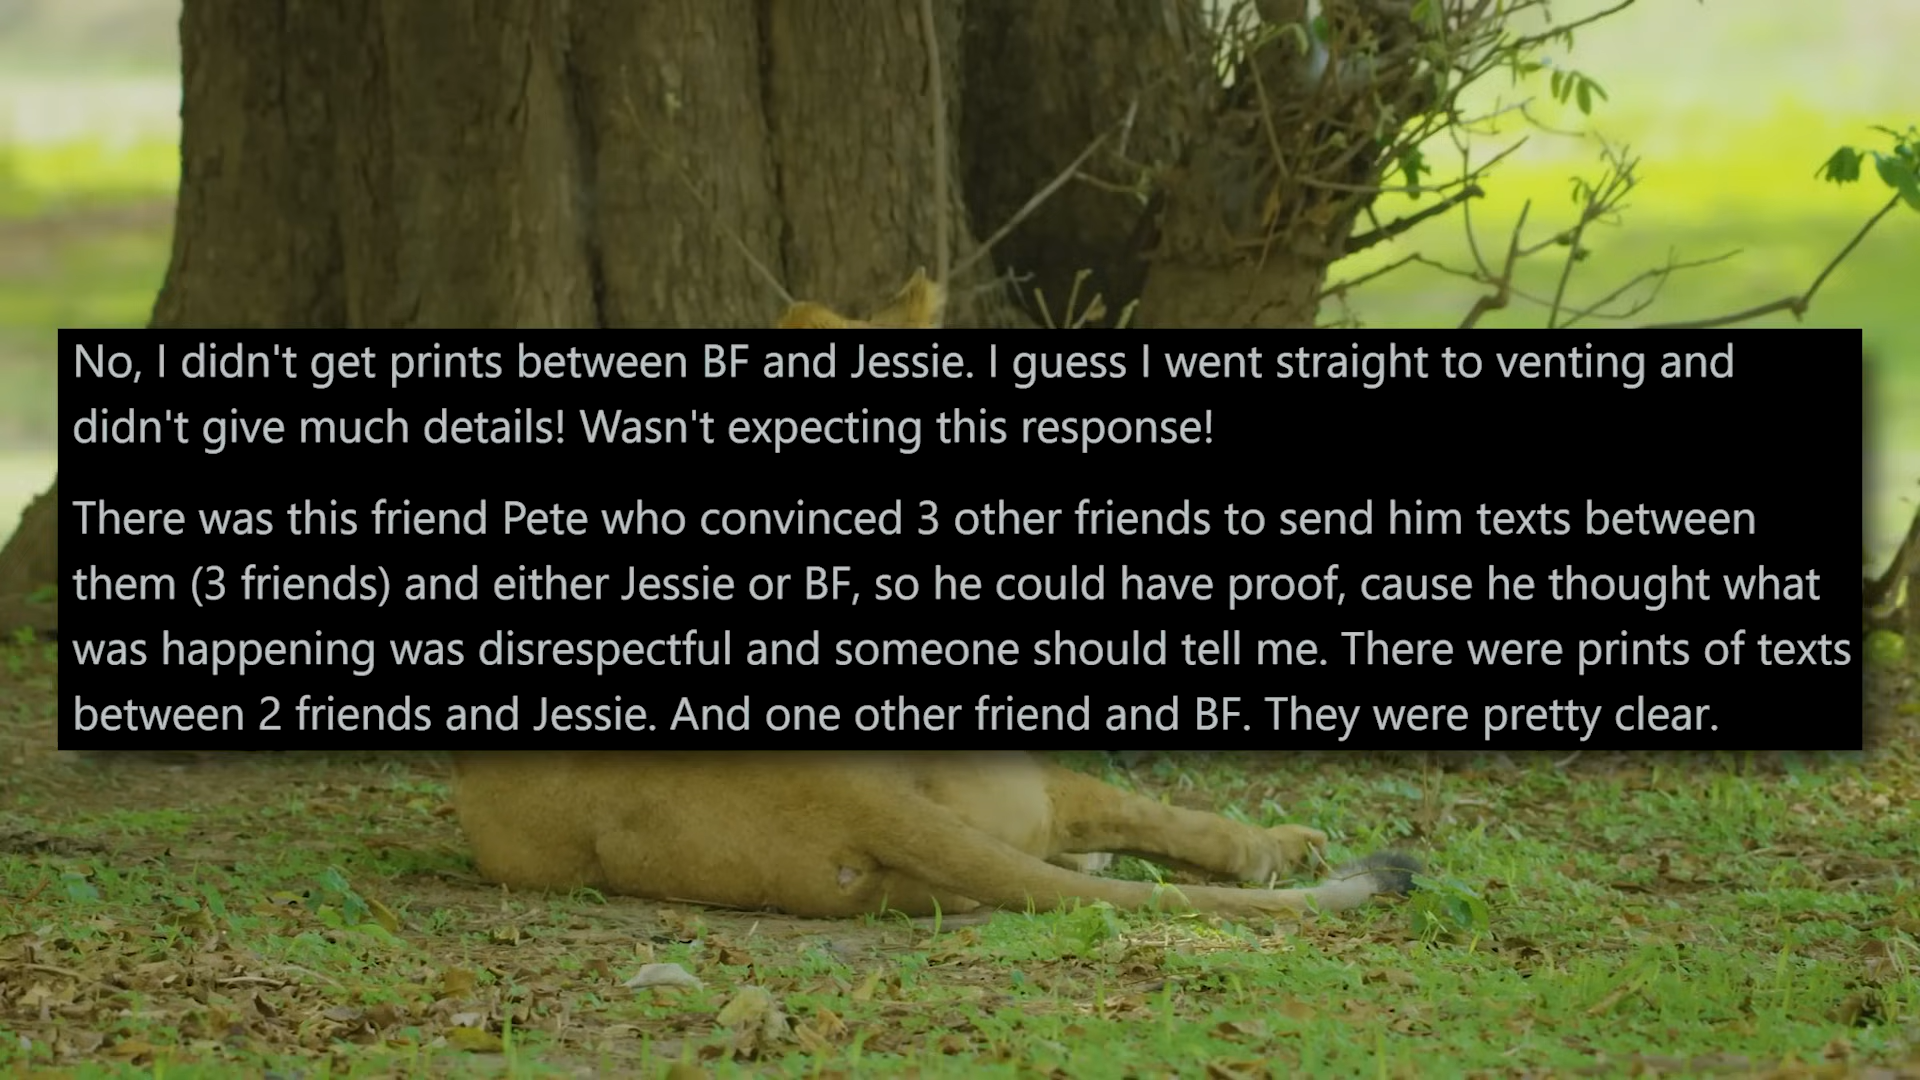 No, I didn't get prints between BF and Jessie. I guess I went straight to venting and
didn't give much details! Wasn't expecting this response!
There was this friend Pete who convinced 3 other friends to send him texts between
them (3 friends) and either Jessie or BF, so he could have proof, cause he thought what
was happening was disrespectful and someone should tell me. There were prints of texts
between 2 friends and Jessie. And one other friend and BF. They were pretty clear.